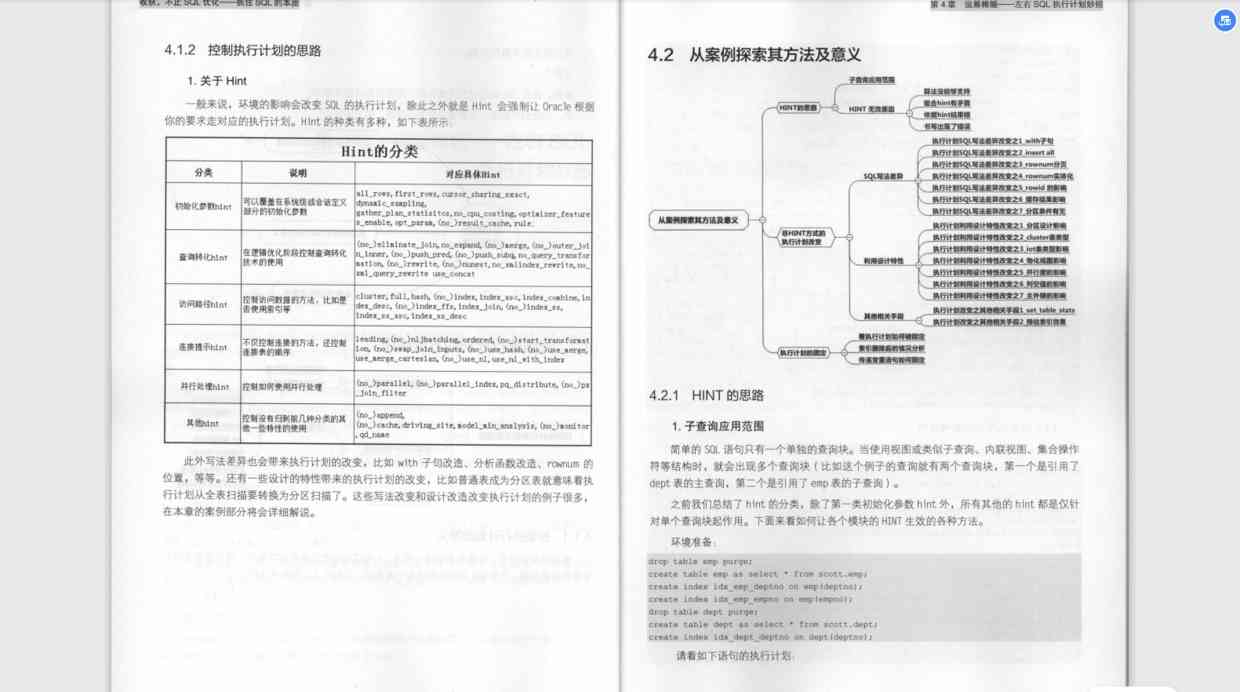 收获，不止 SQL 优化——抓住 SQL 的本质
4.1.2 控制执行计划的思路
1. 关于 Hint
一般来说，环境的影响会改变 SQL 的执行计划，除此之外就是 Hint 会强制让 Oracle 根据
你的要求走对应的执行计划。Hint 的种类有多种，如下表所示：
Hint的分类
分类 说明 对应具体Hint
初始化参数hint
可以覆盖在系统级或会话定义
部分的初始化参数
all_rows,first_rows,cursor_sharing_exact,
dynamic_sampling,
gather_plan_statisitcs,no_cpu_costing,optimizer_feature
s_enable,opt_param,(no_)result_cache,rule.
查询转化hint
在逻辑优化阶段控制查询转化
技术的使用
(no_)eliminate_join,no_expand,(no_)merge,(no_)outer_joi
n_inner,(no_)push_pred,(no_)push_subq,no_query_transfor
mation,(no_)rewrite,(no_)unnest,no_xmlindex_rewrite,no_
xml_query_rewrite use_concat
访问路径hint
控制访问数据的方法，比如是
否使用索引等
cluster,full,hash,(no_)index,index_asc,index_combine,in
dex_desc,(no_)index_ffs,index_join,(no_)index_ss,
index_ss_asc,index_ss_desc
连接提示hint
不仅控制连接的方法，还控制
连接表的顺序
leading,(no_)nljbatching,ordered,(no_)start_transformat
ion,(no_)swap_join_inputs,(no_)use_hash,(no_)use_merge,
use_merge_cartesian,(no_)use_nl,use_nl_with_index
并行处理hint
控制如何使用并行处理
(no_)parallel,(no_)parallel_index,pq_distribute,(no_)px
_join_filter
其他hint
控制没有归到前几种分类的其
他一些特性的使用
(no_)append,
(no_)cache,driving_site,model_min_analysis,(no_)monitor
,qd_name
此外写法差异也会带来执行计划的改变，比如 with 子句改造、分析函数改造、rownum 的
位置，等等。还有一些设计的特性带来的执行计划的改变，比如普通表成为分区表就意味着执
行计划从全表扫描要转换为分区扫描了。这些写法改变和设计改造改变执行计划的例子很多，
在本章的案例部分将会详细解说。
第 4 章 运筹帷幄——左右 SQL 执行计划妙招
4.2 从案例探索其方法及意义
从案例探索其方法及意义
HINT的思路
子查询应用范围
HINT 无效原因
算法没能够支持
组合hint有矛盾
依据hint结果错
书写出现了错误
非HINT方式的
执行计划改变
SQL写法差异
执行计划SQL写法差异改变之1_with子句
执行计划SQL写法差异改变之2_insert all
执行计划SQL写法差异改变之3_rownum分页
执行计划SQL写法差异改变之4_rownum实体化
执行计划SQL写法差异改变之5_rowid 的影响
执行计划SQL写法差异改变之6_缓存结果影响
执行计划SQL写法差异改变之7_分区条件有无
利用设计特性
执行计划利用设计特性改变之1_分区设计影响
执行计划利用设计特性改变之2_cluster表类型
执行计划利用设计特性改变之3_iot表类型影响
执行计划利用设计特性改变之4_物化视图影响
执行计划利用设计特性改变之5_并行度的影响
执行计划利用设计特性改变之6_列交值的影响
执行计划利用设计特性改变之7_主外键的影响
其他相关手段
执行计划改变之其他相关手段1_set_table_stats
执行计划改变之其他相关手段2_降低索引效果
执行计划的固定
看执行计划如何被固定
索引删除后的情况分析
传递变量语句如何固定
4.2.1 HINT 的思路
1. 子查询应用范围
简单的 SQL 语句只有一个单独的查询块。当使用视图或类似子查询、内联视图、集合操作
符等结构时，就会出现多个查询块（比如这个例子的查询就有两个查询块，第一个是引用了
dept 表的主查询，第二个是引用了 emp 表的子查询）。
之前我们总结了 hint 的分类，除了第一类初始化参数 hint 外，所有其他的 hint 都是仅针
对单个查询块起作用。下面来看如何让各个模块的 HINT 生效的各种方法。
环境准备：
drop table emp purge;
create table emp as select * from scott.emp;
create index idx_emp_deptno on emp(deptno);
create index idx_emp_empno on emp(empno);
drop table dept purge;
create table dept as select * from scott.dept;
create index idx_dept_deptno on dept(deptno);
请看如下语句的执行计划：